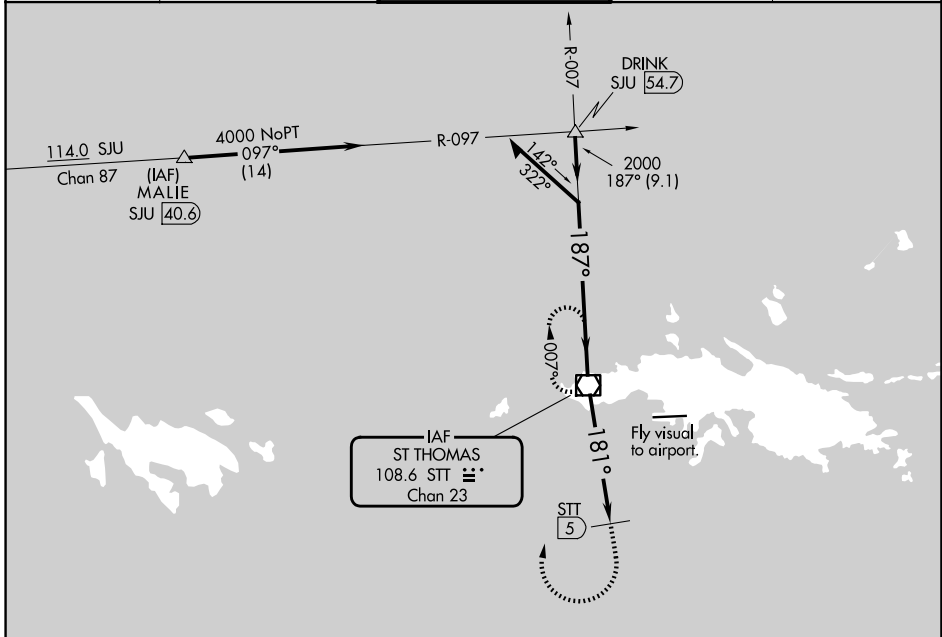 R-007
DRINK
SJU 54.7
114.0 SJU
Chan 87
4000 NoPT
097°
(14)
R-097
(IAF)
MALIE
SJU 40.6
142°
322°
2000
187° (9.1)
187°
007°
IAF
ST THOMAS
108.6 STT
Chan 23
181°
Fly visual
to airport.
STT
5